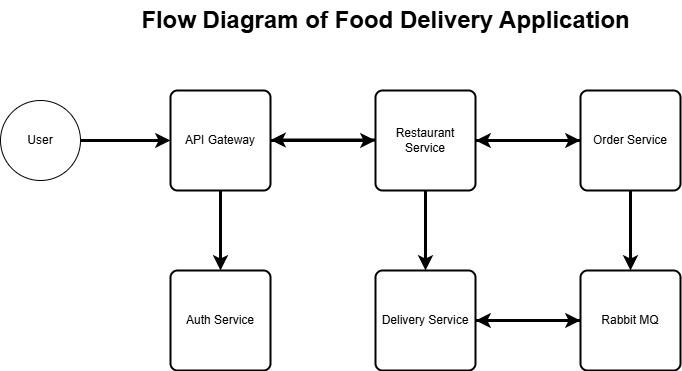 Flow Diagram of Food Delivery Application
User
API Gateway
Restaurant
Service
Order Service
Auth Service
Delivery Service
Rabbit MQ